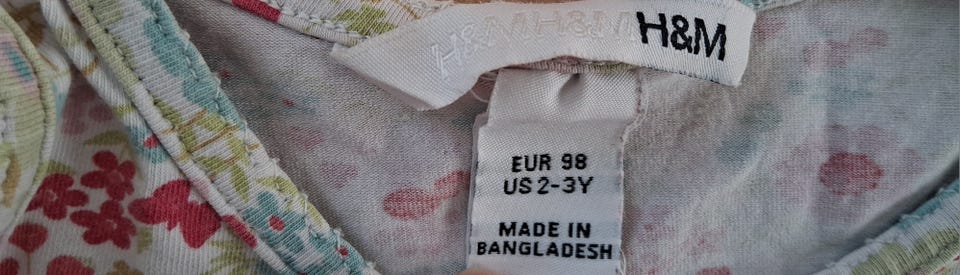 H&M H&M H&M
EUR 98
US 2-3Y
MADE IN
BANGLADESH